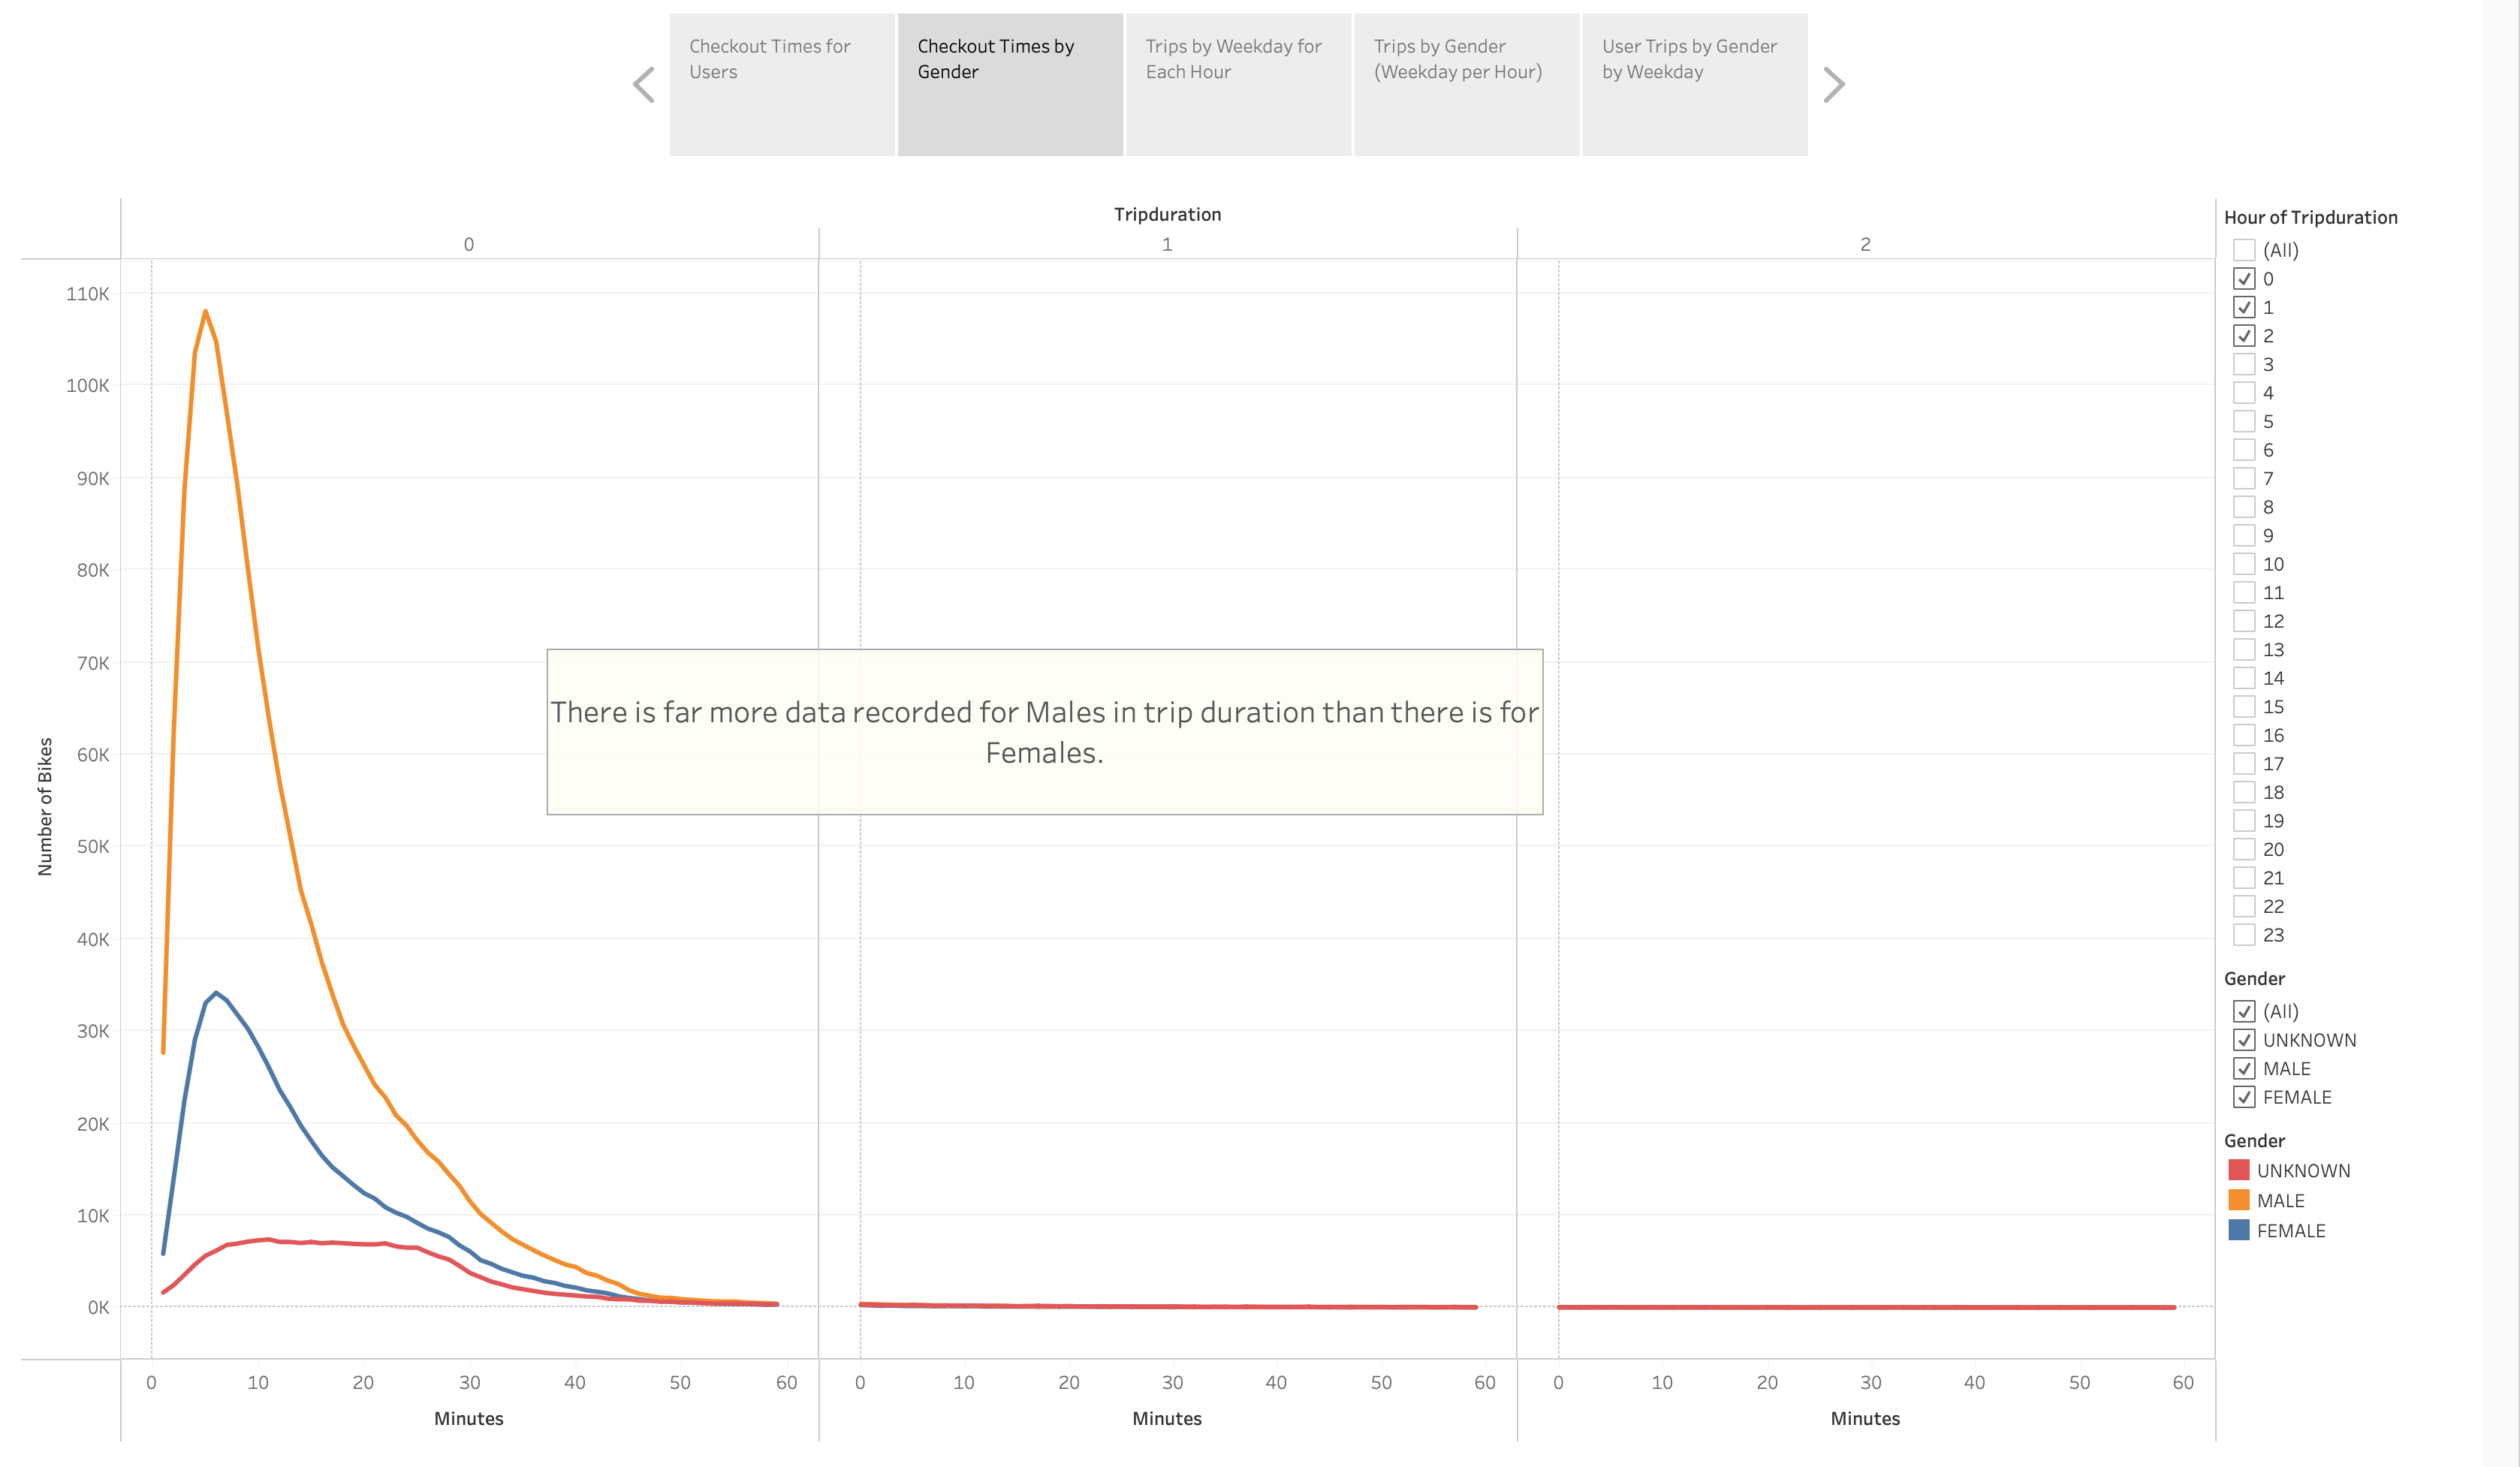 Checkout Times for
Users
Checkout Times by
Gender
Trips by Weekday for
Each Hour
Trips by Gender
(Weekday per Hour)
User Trips by Gender
by Weekday
Tripduration
0
1
2
Number of Bikes
110K
100K
90K
80K
70K
60K
50K
40K
30K
20K
10K
0K
There is far more data recorded for Males in trip duration than there is for
Females.
0 10 20 30 40 50 60
0 10 20 30 40 50 60
0 10 20 30 40 50 60
Minutes
Minutes
Minutes
Hour of Tripduration
(All)
0
1
2
3
4
5
6
7
8
9
10
11
12
13
14
15
16
17
18
19
20
21
22
23
Gender
(All)
UNKNOWN
MALE
FEMALE
Gender
UNKNOWN
MALE
FEMALE